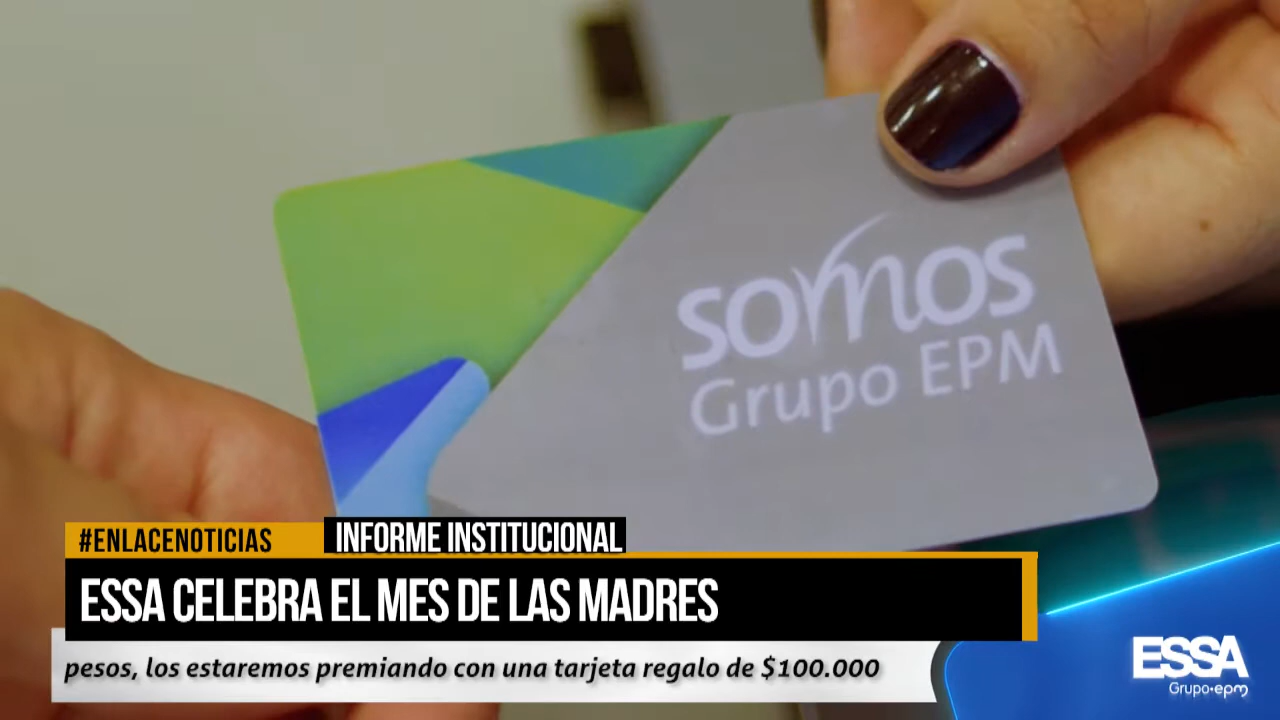 somos
Grupo EPM
#ENLACENOTICIAS
INFORME INSTITUCIONAL
ESSA CELEBRA EL MES DE LAS MADRES
pesos, los estaremos premiando con una tarjeta regalo de $100.000
ESSA
Grupo·epm